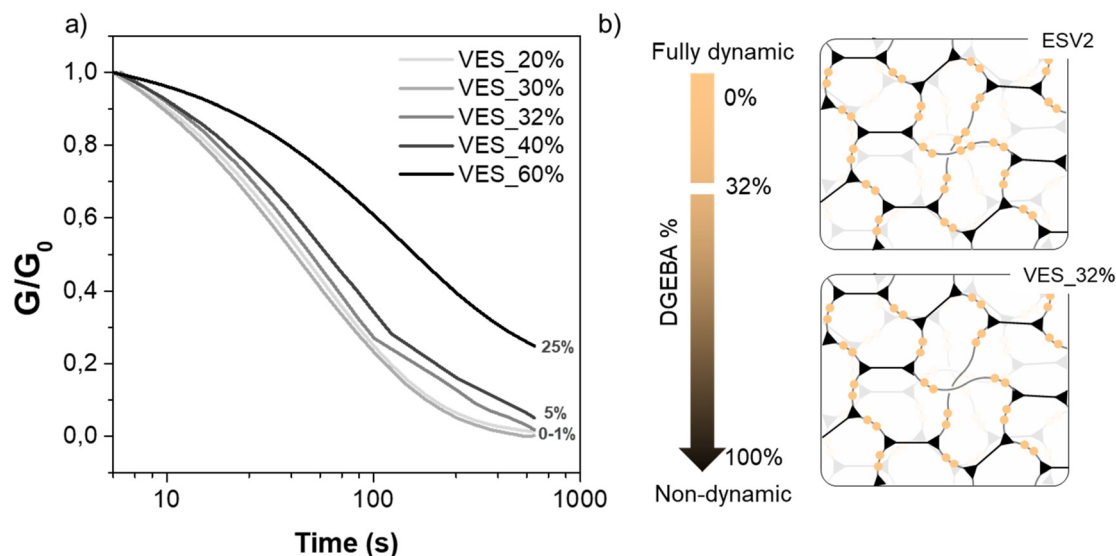 a)
G/G0
1,0
0,8
0,6
0,4
0,2
0,0
VES_20%
VES_30%
VES_32%
VES_40%
VES_60%
25%
5%
0-1%
10
100
1000
Time (s)
b)
Fully dynamic
0%
32%
DGEBA %
100%
Non-dynamic
ESV2
VES_32%